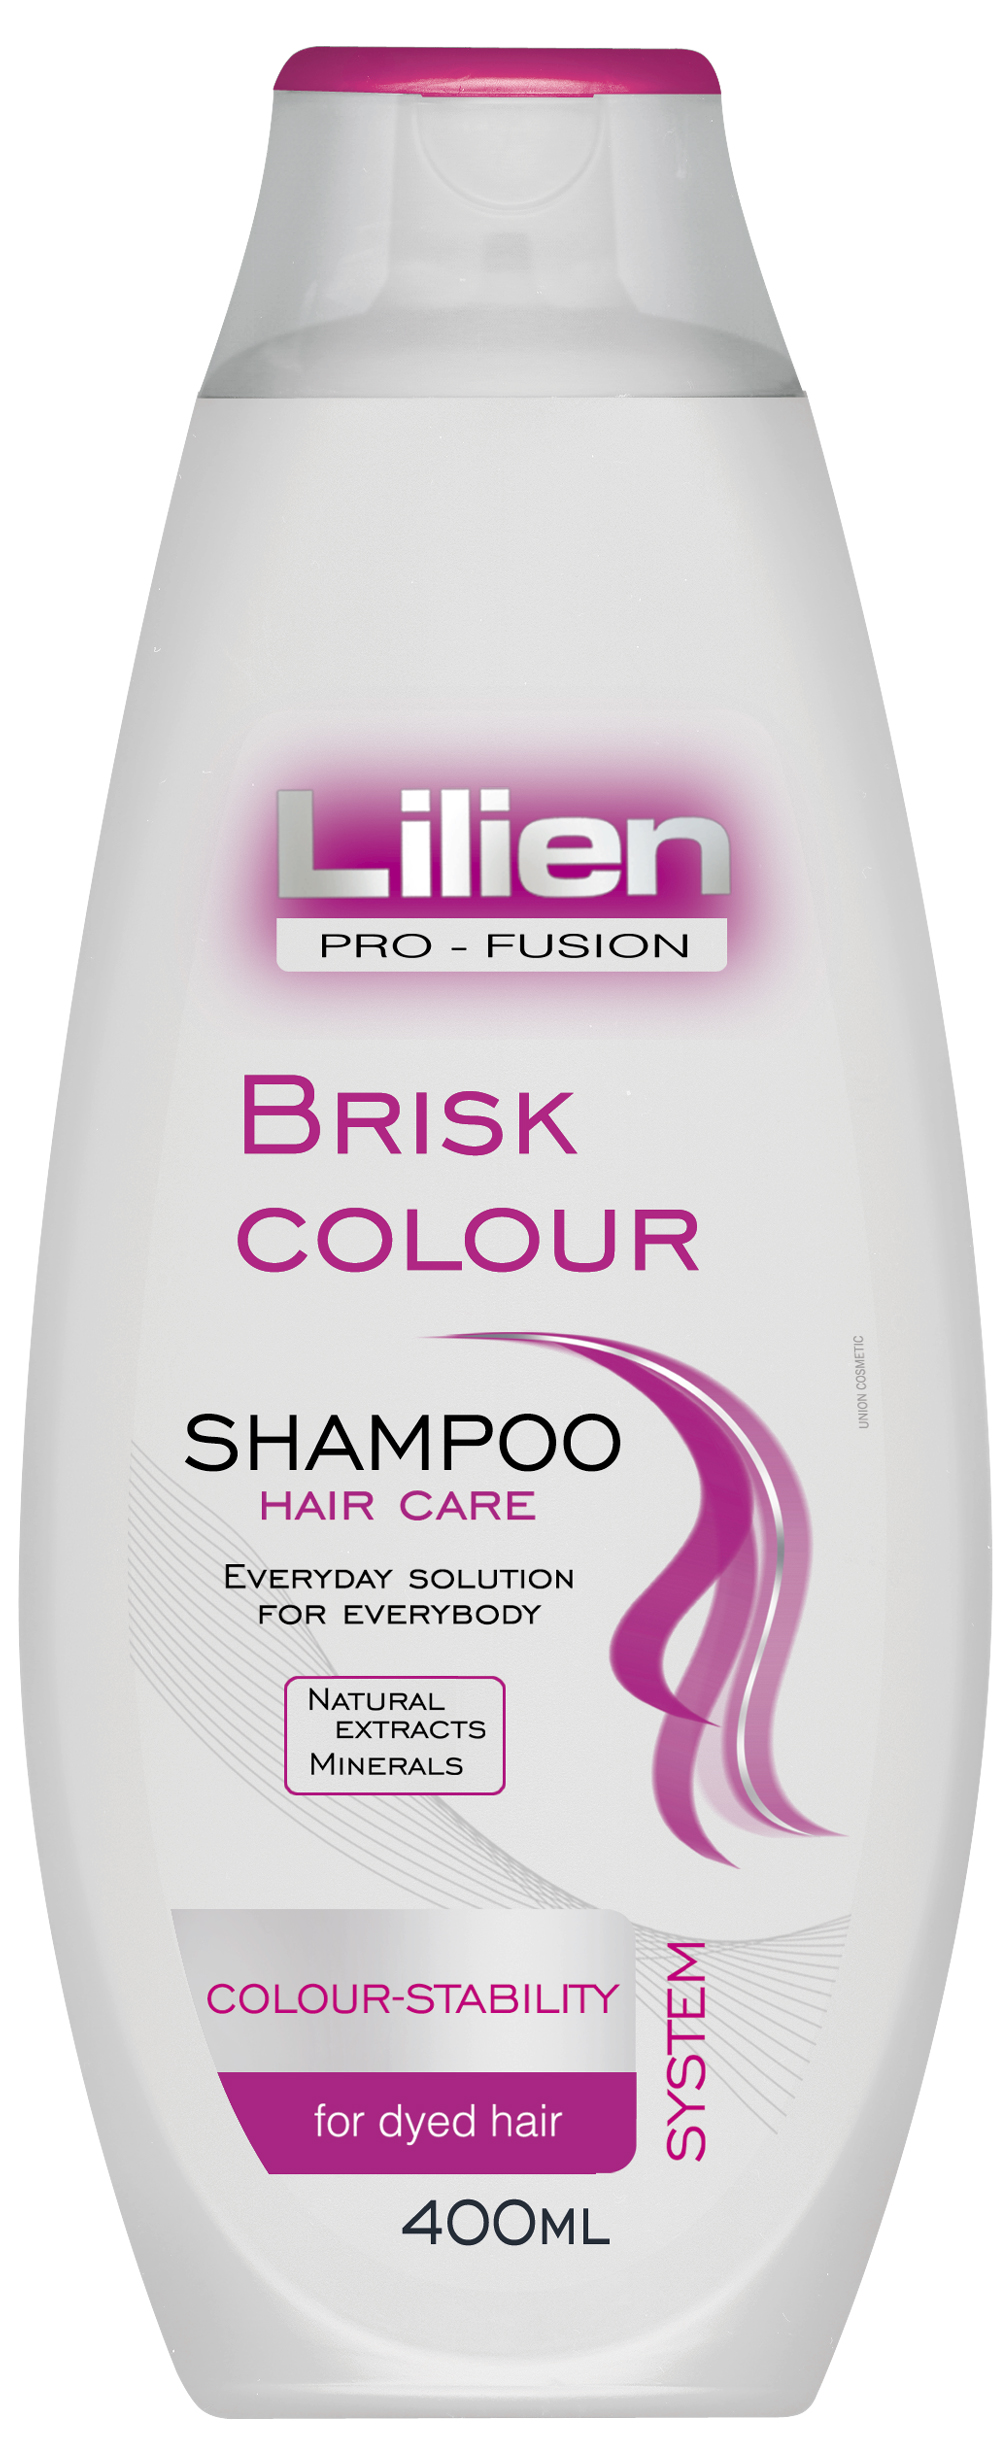 Lilien
PRO - FUSION
BRISK
COLOUR
UNION COSMETIC
SHAMPOO
HAIR CARE
EVERYDAY SOLUTION
FOR EVERYBODY
NATURAL
EXTRACTS
MINERALS
COLOUR-STABILITY
SYSTEM
for dyed hair
400ML